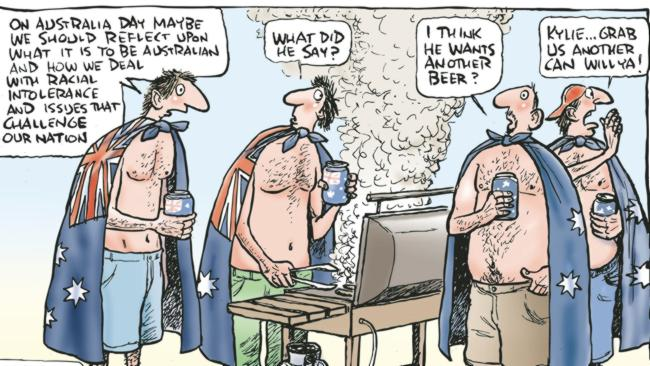 ON AUSTRALIA DAY MAYBE
WE SHOULD REFLECT UPON
WHAT IT IS TO BE AUSTRALIAN
AND HOW WE DEAL
WITH RACIAL
INTOLERANCE
AND ISSUES THAT
CHALLENGE
OUR NATION
WHAT DID
HE SAY?
I THINK
HE WANTS
ANOTHER
BEER?
KYLIE... GRAB
US ANOTHER
CAN WILL YA!